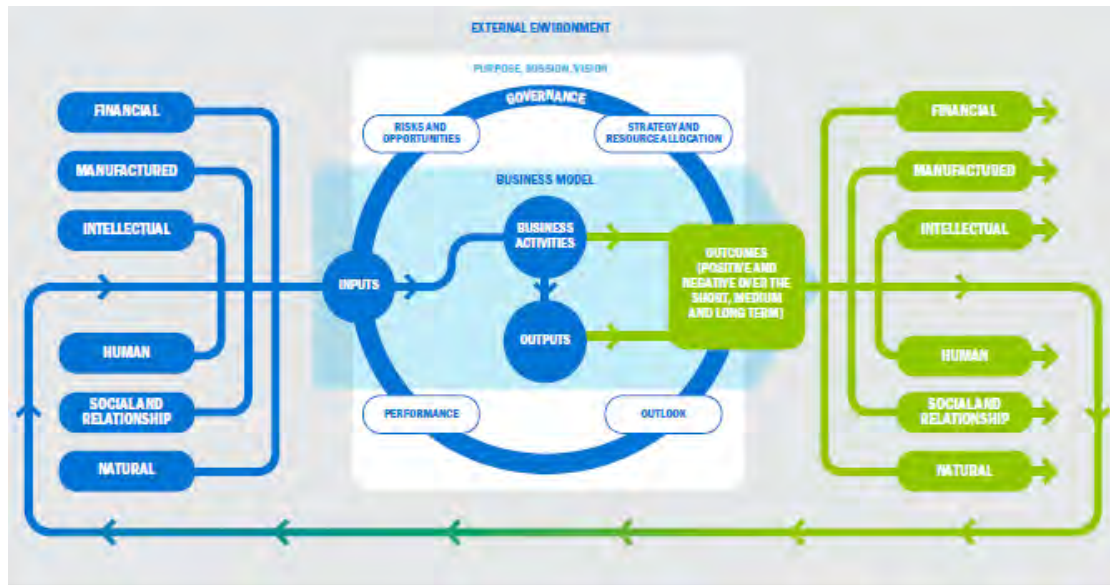 EXTERNAL ENVIRONMENT
PURPOSE, MISSION, VISION
GOVERNANCE
FINANCIAL
MANUFACTURED
INTELLECTUAL
HUMAN
SOCIAL AND
RELATIONSHIP
NATURAL
RISKS AND
OPPORTUNITIES
STRATEGY AND
RESOURCE ALLOCATION
BUSINESS MODEL
INPUTS
BUSINESS
ACTIVITIES
OUTPUTS
OUTCOMES
(POSITIVE AND
NEGATIVE OVER THE
SHORT, MEDIUM
AND LONG TERM)
PERFORMANCE
OUTLOOK
FINANCIAL
MANUFACTURED
INTELLECTUAL
HUMAN
SOCIAL AND
RELATIONSHIP
NATURAL